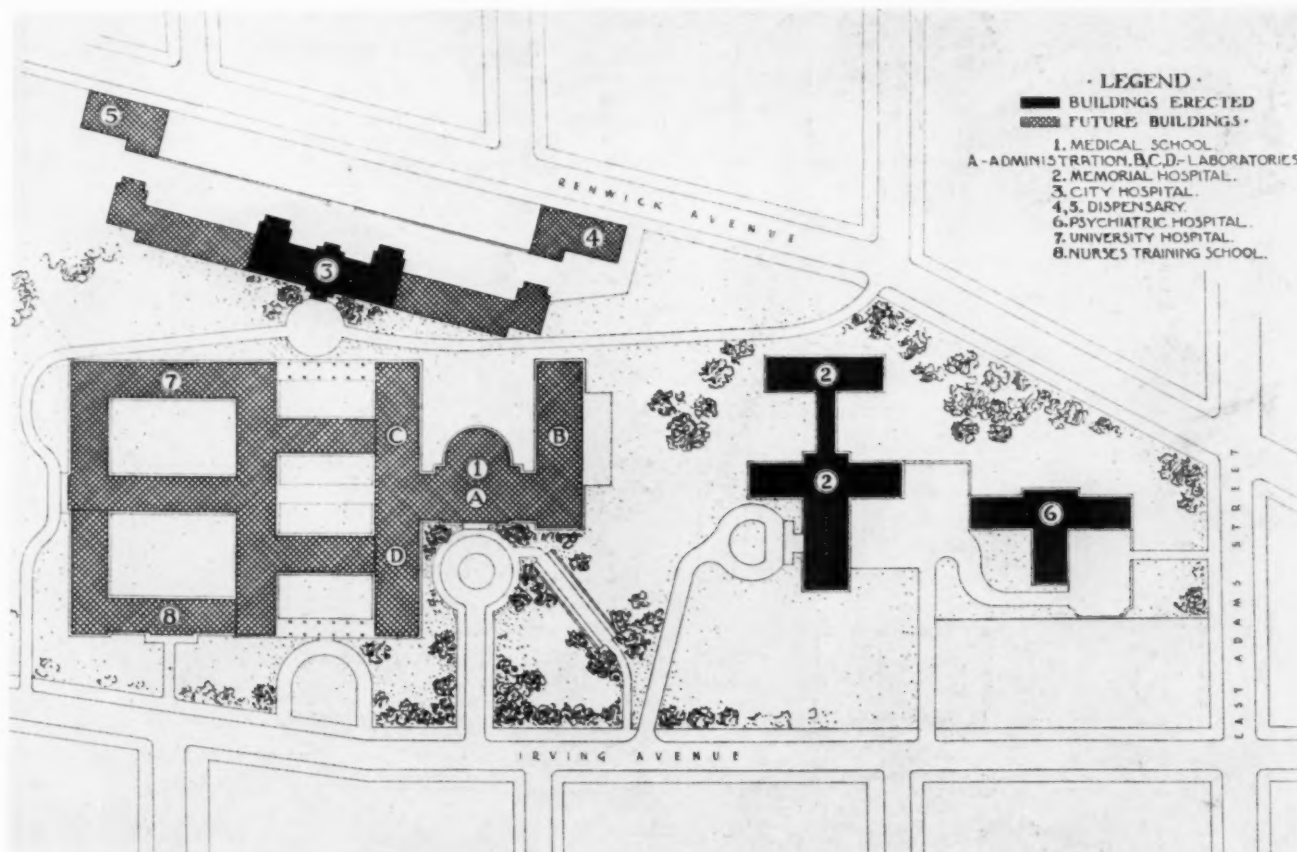 · LEGEND ·
BUILDINGS ERECTED
FUTURE BUILDINGS ·
1. MEDICAL SCHOOL
A - ADMINISTRATION. B,C,D,- LABORATORIES
2. MEMORIAL HOSPITAL.
3. CITY HOSPITAL.
4,5. DISPENSARY.
6. PSYCHIATRIC HOSPITAL.
7. UNIVERSITY HOSPITAL.
8. NURSES TRAINING SCHOOL.
5
RENWICK AVENUE
4
3
7
2
C
B
1
A
2
6
D
8
EAST ADAMS STREET
IRVING AVENUE